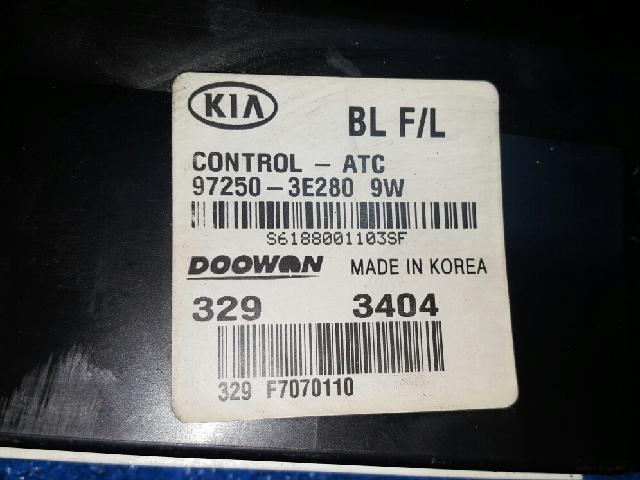 KIA BL F/L
CONTROL - ATC
97250-3E280 9W
S6188001103SF
DOOWON MADE IN KOREA
329 3404
329 F7070110